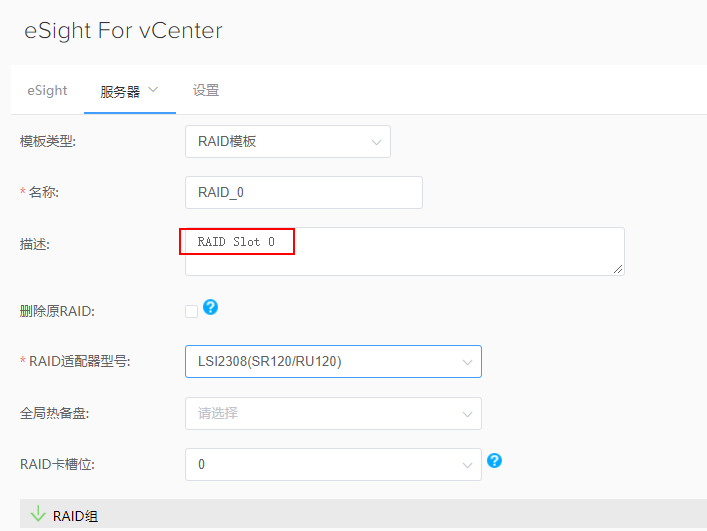 eSight For vCenter
eSight 服务器 设置
模板类型: RAID模板
* 名称: RAID_0
描述: RAID Slot 0
删除原RAID: ?
* RAID适配器型号: LSI2308(SR120/RU120)
全局热备盘: 请选择
RAID卡槽位: 0 ?
RAID组